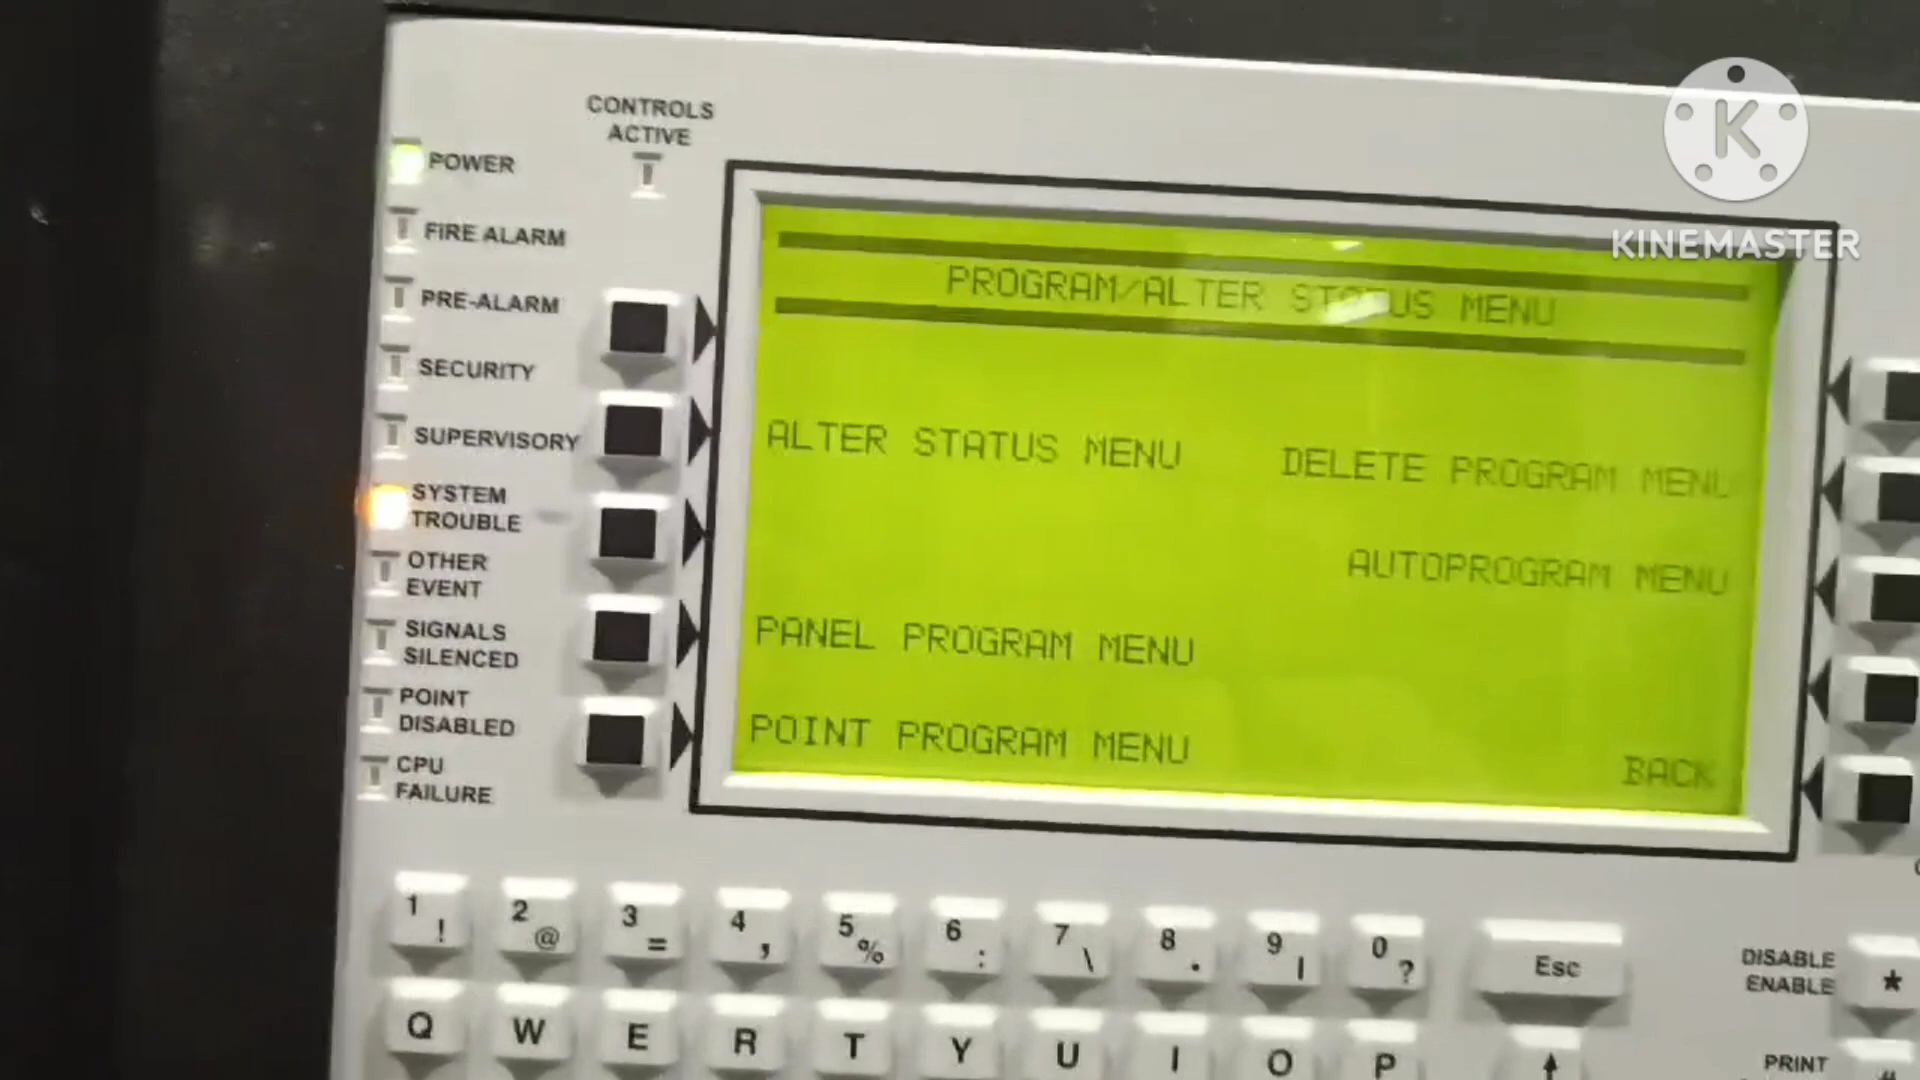 CONTROLS
ACTIVE
POWER
FIRE ALARM
PRE-ALARM
SECURITY
SUPERVISORY
SYSTEM
TROUBLE
OTHER
EVENT
SIGNALS
SILENCED
POINT
DISABLED
CPU
FAILURE
PROGRAM/ALTER STATUS MENU
ALTER STATUS MENU
DELETE PROGRAM MENU
AUTOPROGRAM MENU
PANEL PROGRAM MENU
POINT PROGRAM MENU
BACK
K
KINEMASTER
1 ! 2 @ 3 = 4 , 5 % 6 : 7 \ 8 . 9 | 0 ? Esc
DISABLE
ENABLE
*
Q W E R T Y U I O P
PRINT